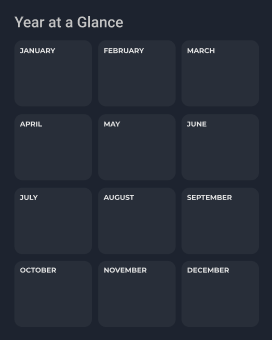 Year at a Glance
JANUARY FEBRUARY MARCH
APRIL MAY JUNE
JULY AUGUST SEPTEMBER
OCTOBER NOVEMBER DECEMBER